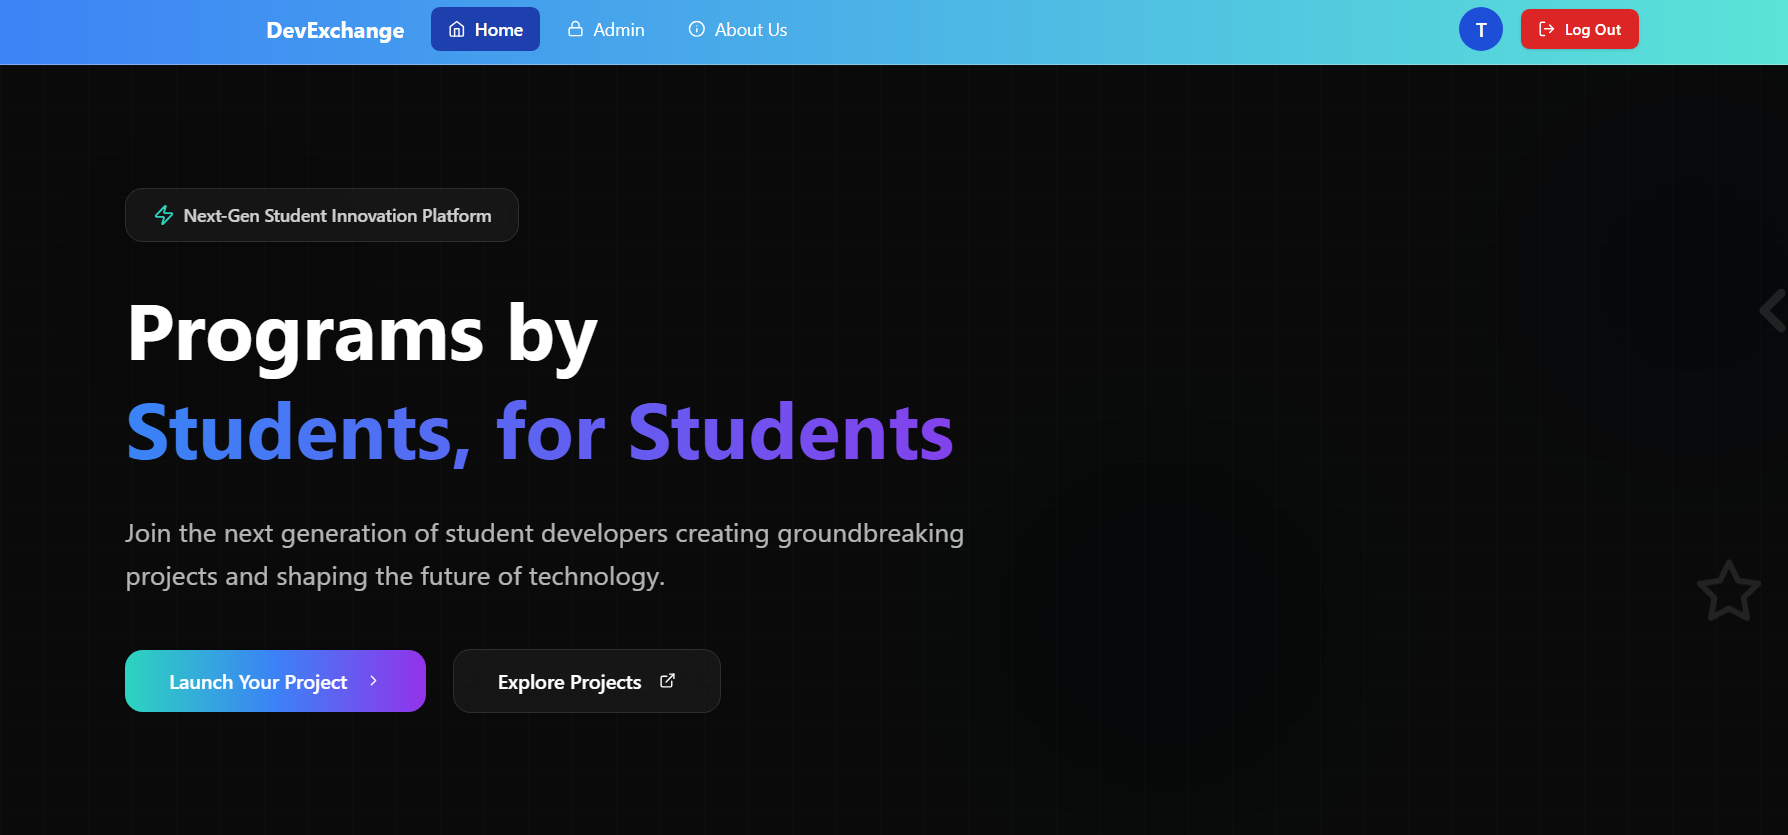 DevExchange Home Admin About Us T Log Out
Next-Gen Student Innovation Platform
Programs by
Students, for Students
Join the next generation of student developers creating groundbreaking
projects and shaping the future of technology.
Launch Your Project Explore Projects